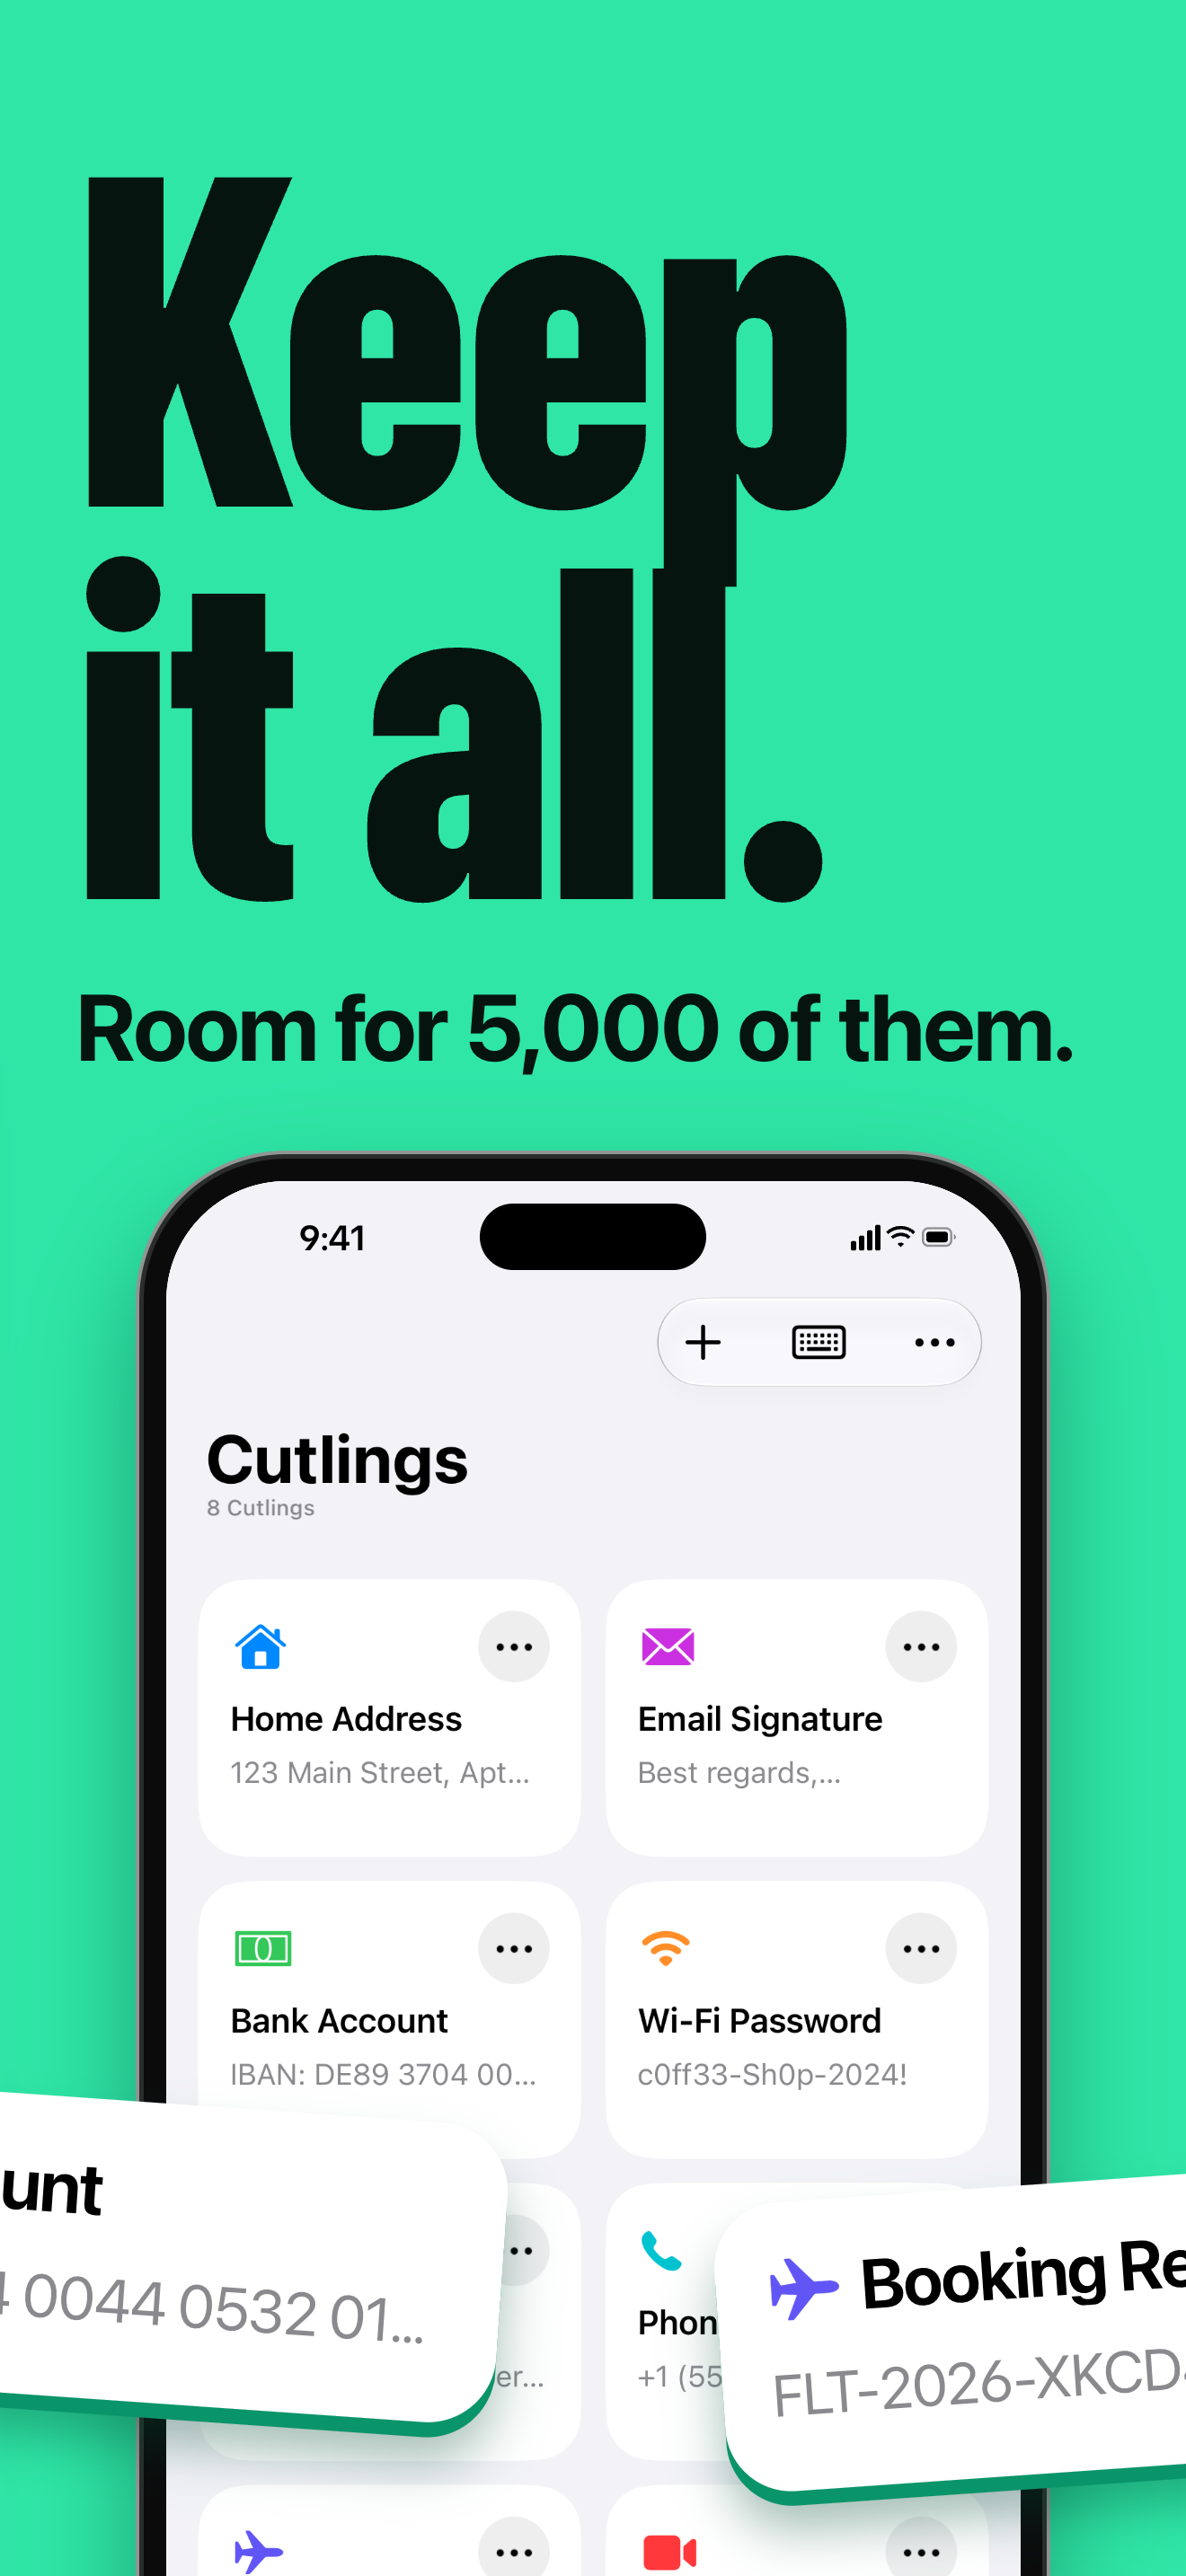 Keep
it all.
Room for 5,000 of them.
9:41
Cutlings
8 Cutlings
Home Address
123 Main Street, Apt...
Email Signature
Best regards,...
Bank Account
IBAN: DE89 3704 00...
Wi-Fi Password
c0ff33-Sh0p-2024!
unt
0044 0532 01...
er...
Phon
+1 (55
Booking Re
FLT-2026-XKCD